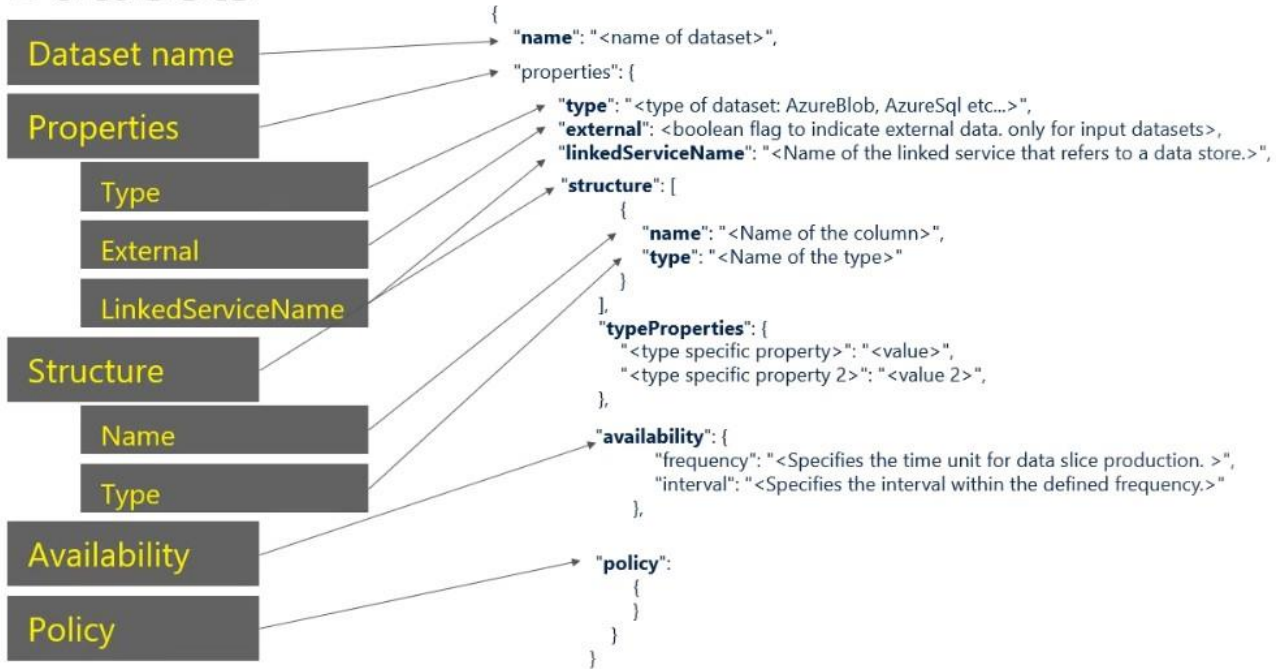 Dataset name
Properties
Type
External
LinkedServiceName
Structure
Name
Type
Availability
Policy
{
"name": "<name of dataset>",
"properties": {
"type": "<type of dataset: AzureBlob, AzureSql etc...>",
"external": <boolean flag to indicate external data. only for input datasets>,
"linkedServiceName": "<Name of the linked service that refers to a data store.>",
"structure": [
{
"name": "<Name of the column>",
"type": "<Name of the type>"
}
],
"typeProperties": {
"<type specific property>": "<value>",
"<type specific property 2>": "<value 2>",
},
"availability": {
"frequency": "<Specifies the time unit for data slice production. >",
"interval": "<Specifies the interval within the defined frequency.>"
},
"policy":
{
}
}
}